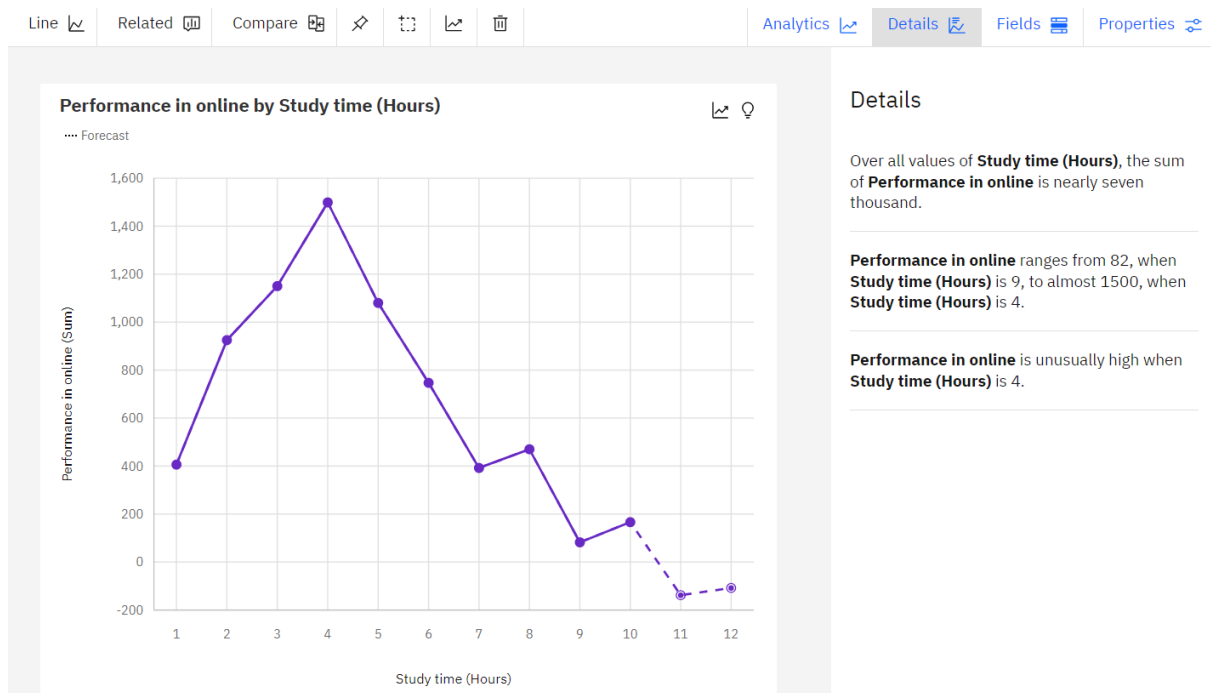 Line Related Compare Analytics Details Fields Properties
Performance in online by Study time (Hours)
Forecast
1,600
1,400
1,200
1,000
800
600
400
200
0
-200
Performance in online (Sum)
1 2 3 4 5 6 7 8 9 10 11 12
Study time (Hours)
Details
Over all values of Study time (Hours), the sum
of Performance in online is nearly seven
thousand.
Performance in online ranges from 82, when
Study time (Hours) is 9, to almost 1500, when
Study time (Hours) is 4.
Performance in online is unusually high when
Study time (Hours) is 4.